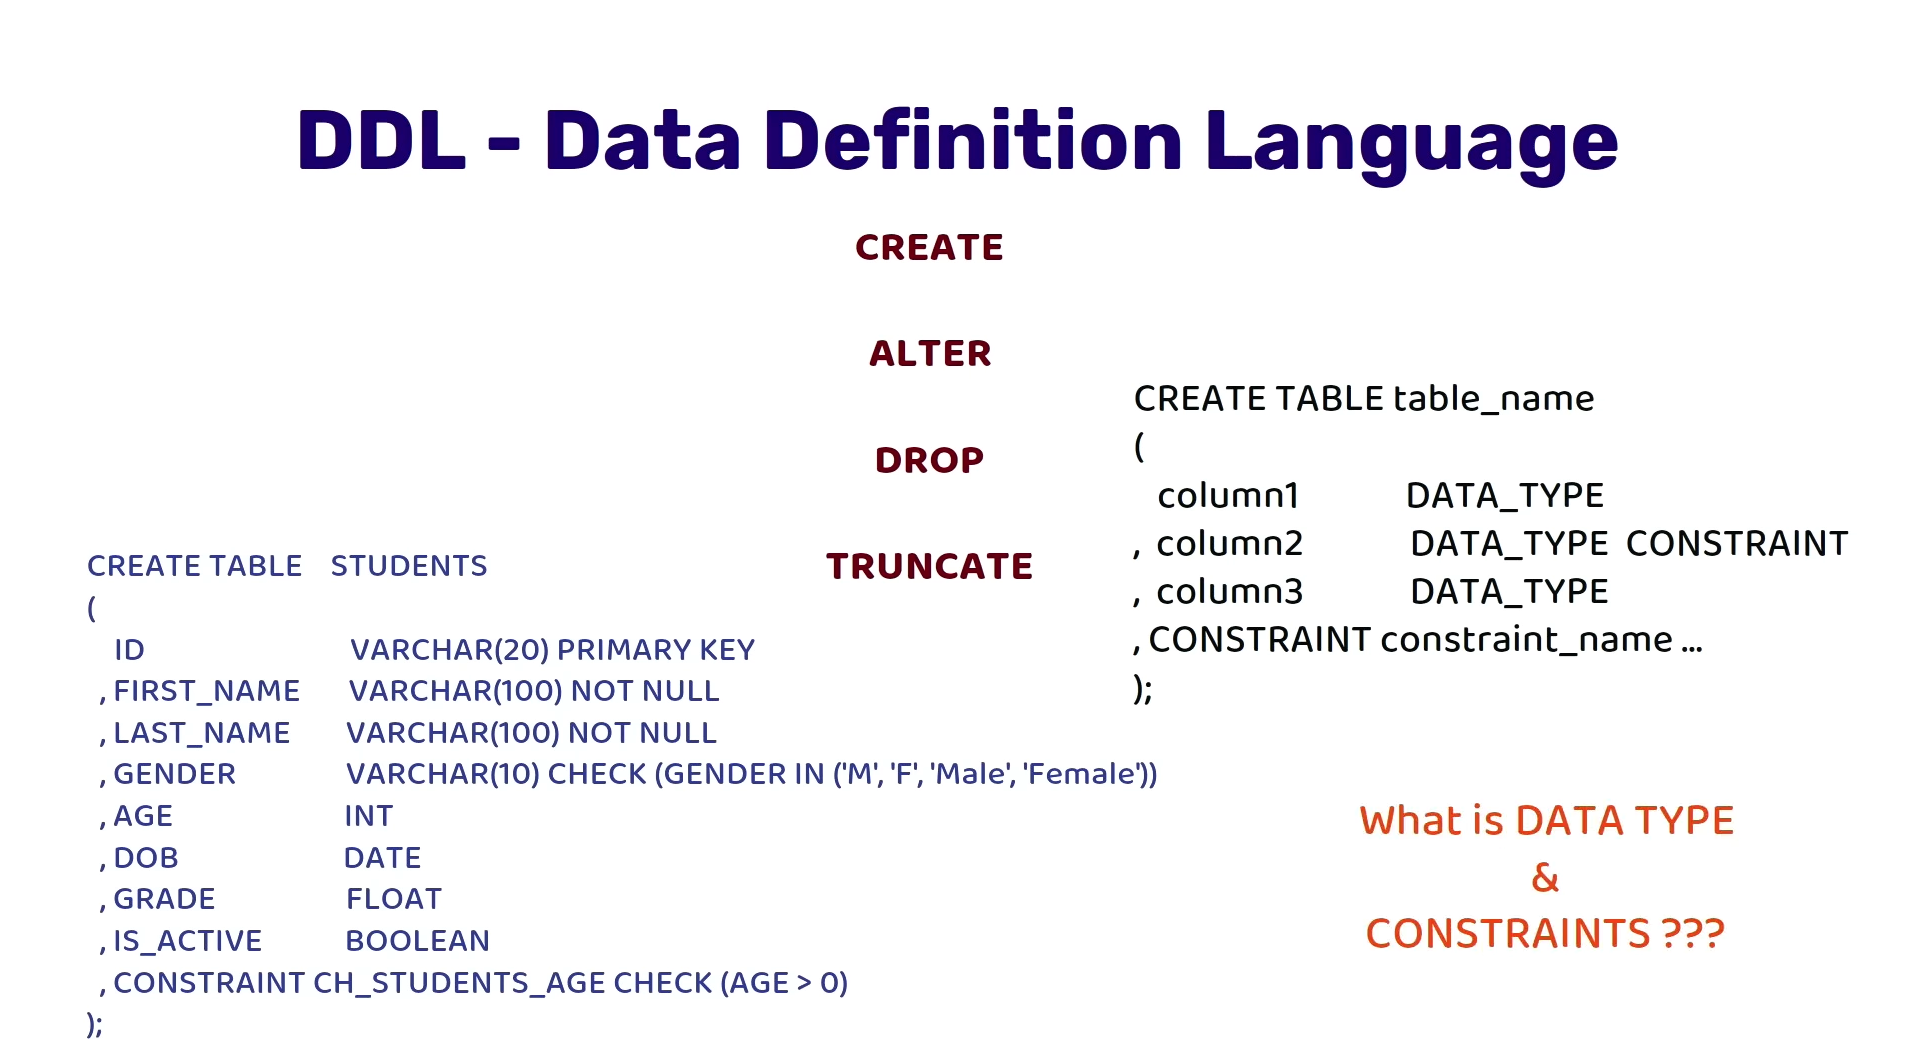 DDL - Data Definition Language
CREATE
ALTER
DROP
TRUNCATE
CREATE TABLE table_name
(
column1 DATA_TYPE
, column2 DATA_TYPE CONSTRAINT
, column3 DATA_TYPE
, CONSTRAINT constraint_name ...
);
CREATE TABLE STUDENTS
(
ID VARCHAR(20) PRIMARY KEY
, FIRST_NAME VARCHAR(100) NOT NULL
, LAST_NAME VARCHAR(100) NOT NULL
, GENDER VARCHAR(10) CHECK (GENDER IN ('M', 'F', 'Male', 'Female'))
, AGE INT
, DOB DATE
, GRADE FLOAT
, IS_ACTIVE BOOLEAN
, CONSTRAINT CH_STUDENTS_AGE CHECK (AGE > 0)
);
What is DATA TYPE
&
CONSTRAINTS ???